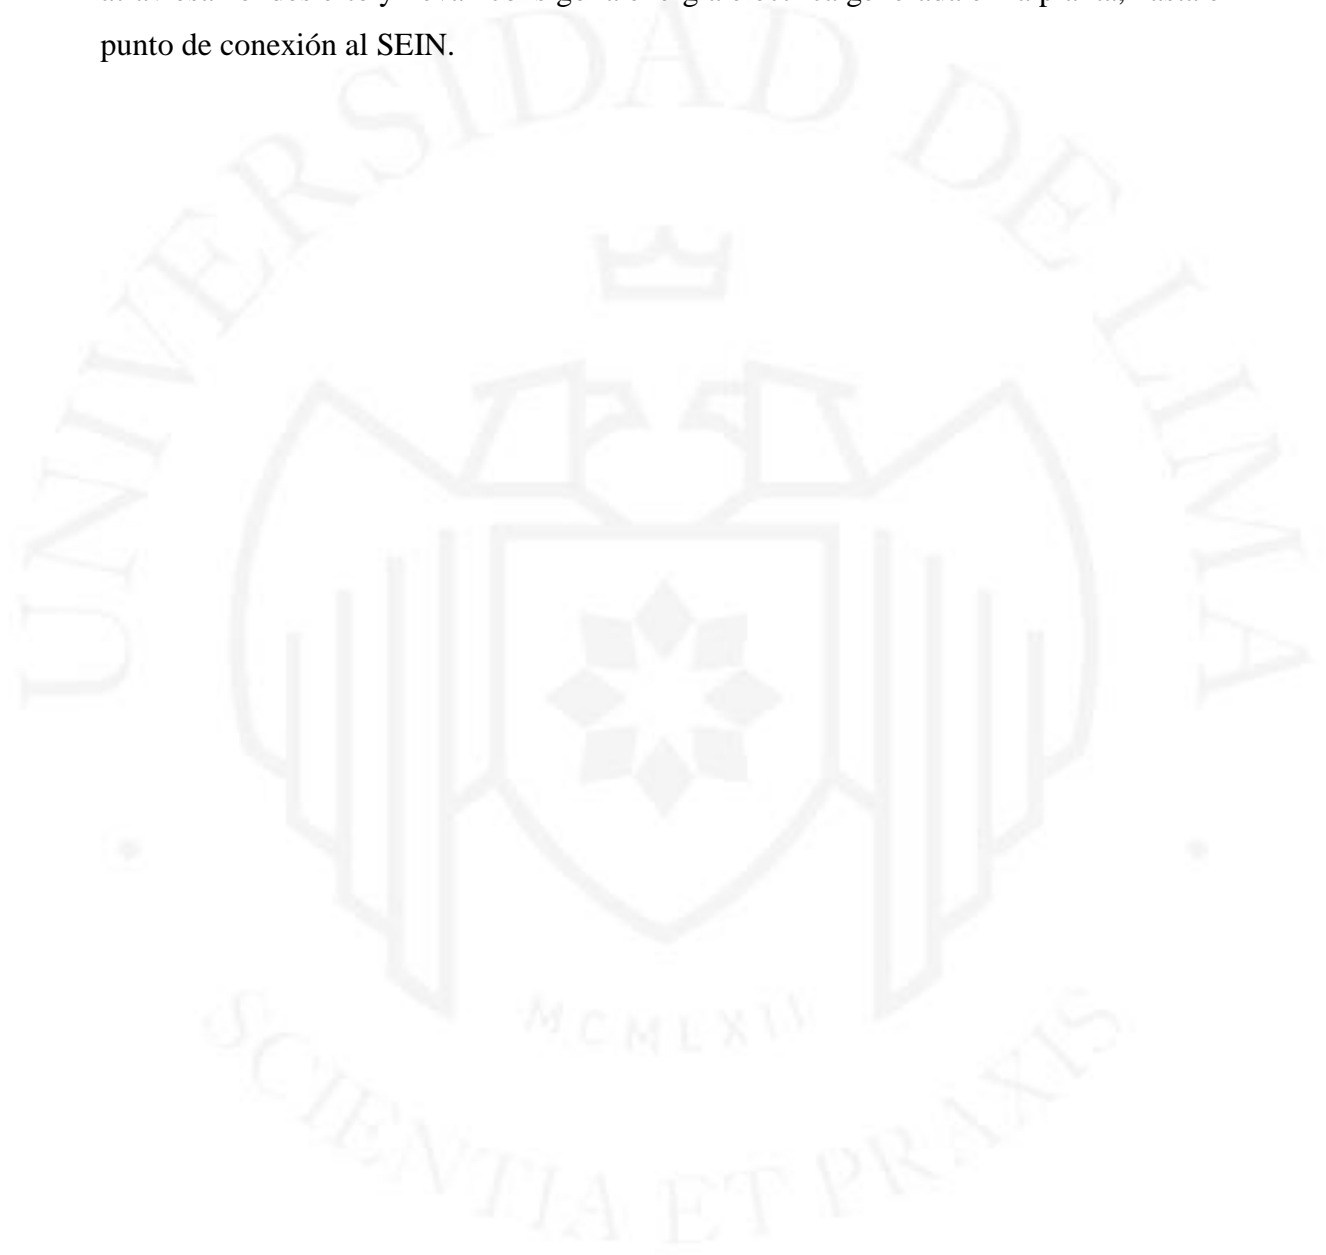 punto de conexión al SEIN.
UNIVERSIDAD DE LIMA
MCMLXII
SCIENTIA ET PRAXIS